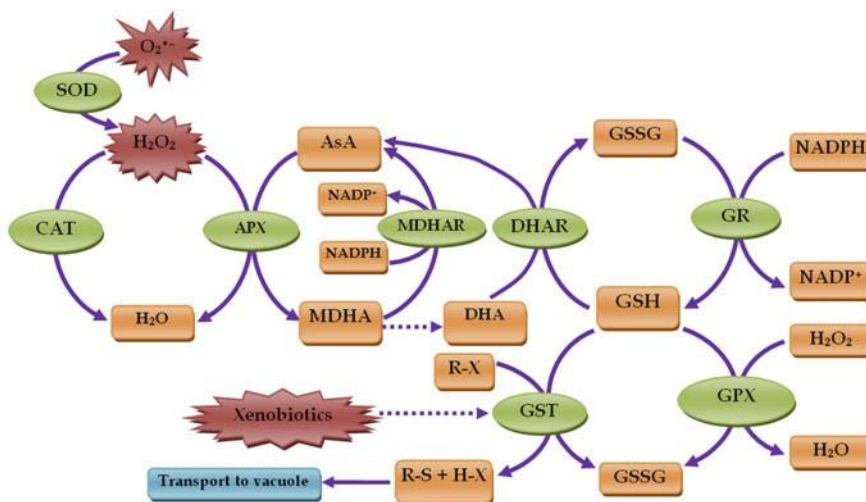 O₂•−
SOD
H₂O₂
AsA
GSSG
NADPH
NADP⁺
CAT
APX
MDHAR
DHAR
GR
NADPH
NADP⁺
H₂O
MDHA
DHA
GSH
H₂O₂
R-X
Xenobiotics
GST
GPX
H₂O
Transport to vacuole
R-S + H-X
GSSG